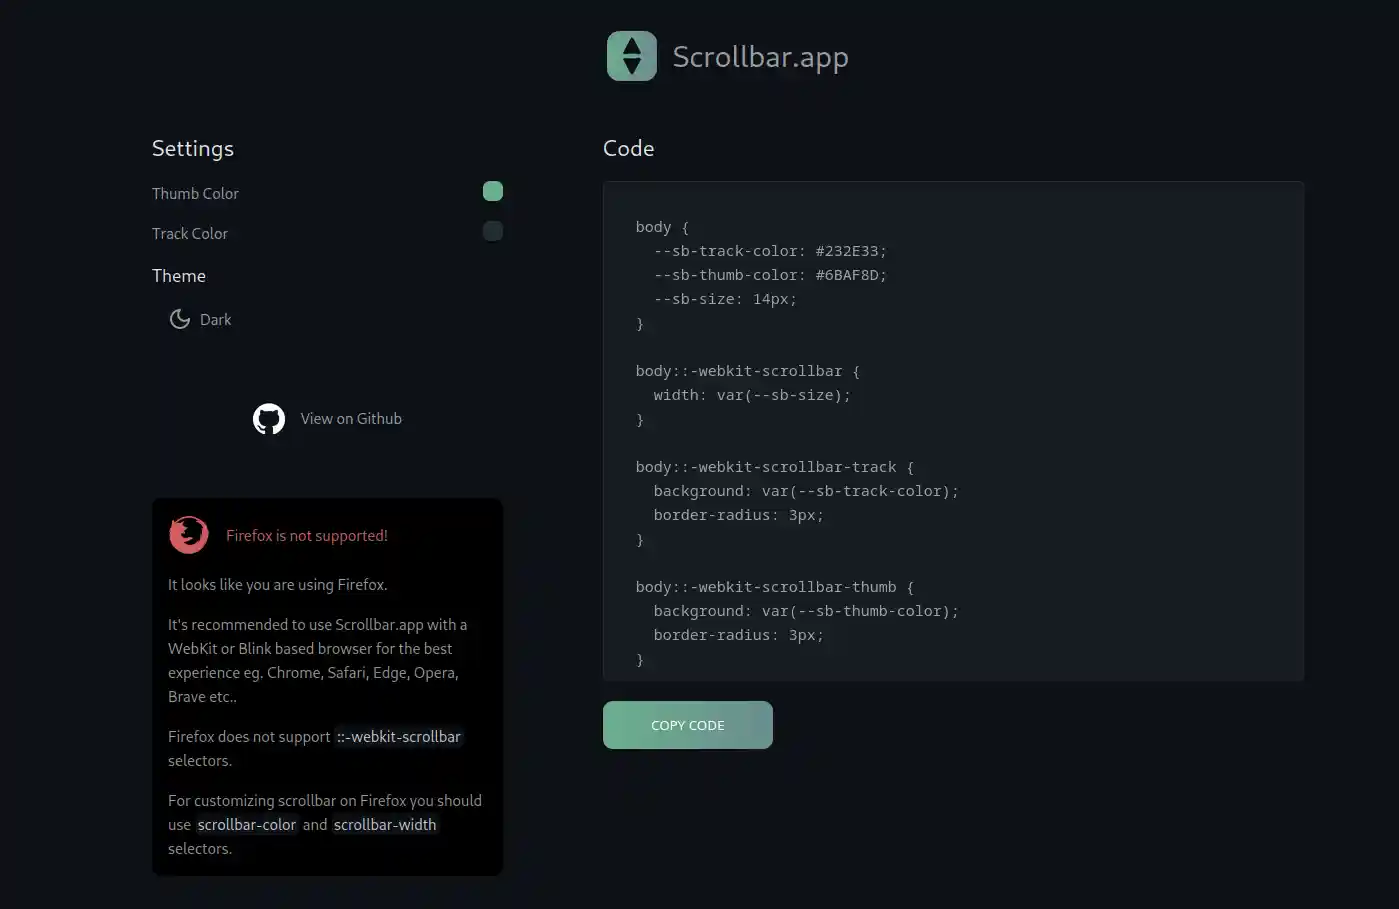 Scrollbar.app
Settings
Thumb Color
Track Color
Theme
Dark
View on Github
Firefox is not supported!
It looks like you are using Firefox.
It's recommended to use Scrollbar.app with a
WebKit or Blink based browser for the best
experience eg. Chrome, Safari, Edge, Opera,
Brave etc..
Firefox does not support ::-webkit-scrollbar
selectors.
For customizing scrollbar on Firefox you should
use scrollbar-color and scrollbar-width
selectors.
Code
body {
  --sb-track-color: #232E33;
  --sb-thumb-color: #6BAF8D;
  --sb-size: 14px;
}
body::-webkit-scrollbar {
  width: var(--sb-size);
}
body::-webkit-scrollbar-track {
  background: var(--sb-track-color);
  border-radius: 3px;
}
body::-webkit-scrollbar-thumb {
  background: var(--sb-thumb-color);
  border-radius: 3px;
}
COPY CODE